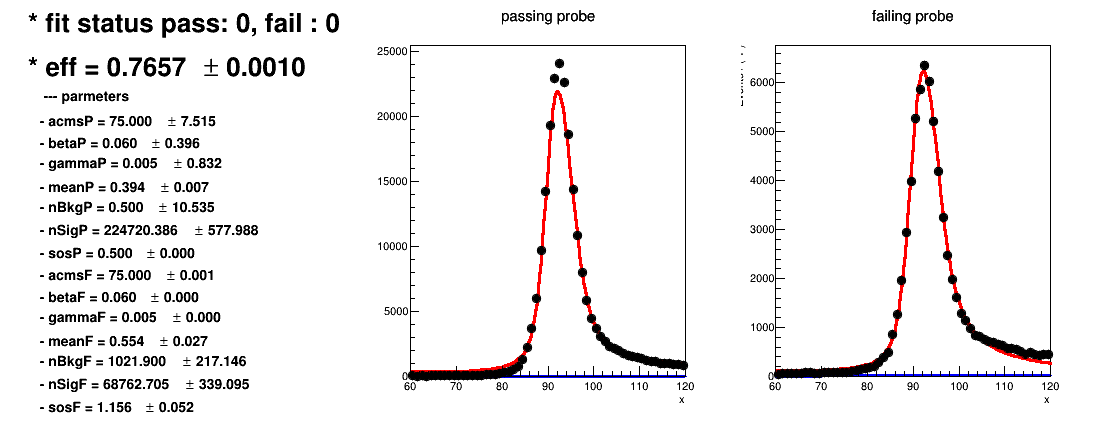 * fit status pass: 0, fail : 0
* eff = 0.7657 ± 0.0010
--- parmeters
- acmsP = 75.000 ± 7.515
- betaP = 0.060 ± 0.396
- gammaP = 0.005 ± 0.832
- meanP = 0.394 ± 0.007
- nBkgP = 0.500 ± 10.535
- nSigP = 224720.386 ± 577.988
- sosP = 0.500 ± 0.000
- acmsF = 75.000 ± 0.001
- betaF = 0.060 ± 0.000
- gammaF = 0.005 ± 0.000
- meanF = 0.554 ± 0.027
- nBkgF = 1021.900 ± 217.146
- nSigF = 68762.705 ± 339.095
- sosF = 1.156 ± 0.052
passing probe
25000
20000
15000
10000
5000
0
60 70 80 90 100 110 120
x
failing probe
6000
5000
4000
3000
2000
1000
0
60 70 80 90 100 110 120
x